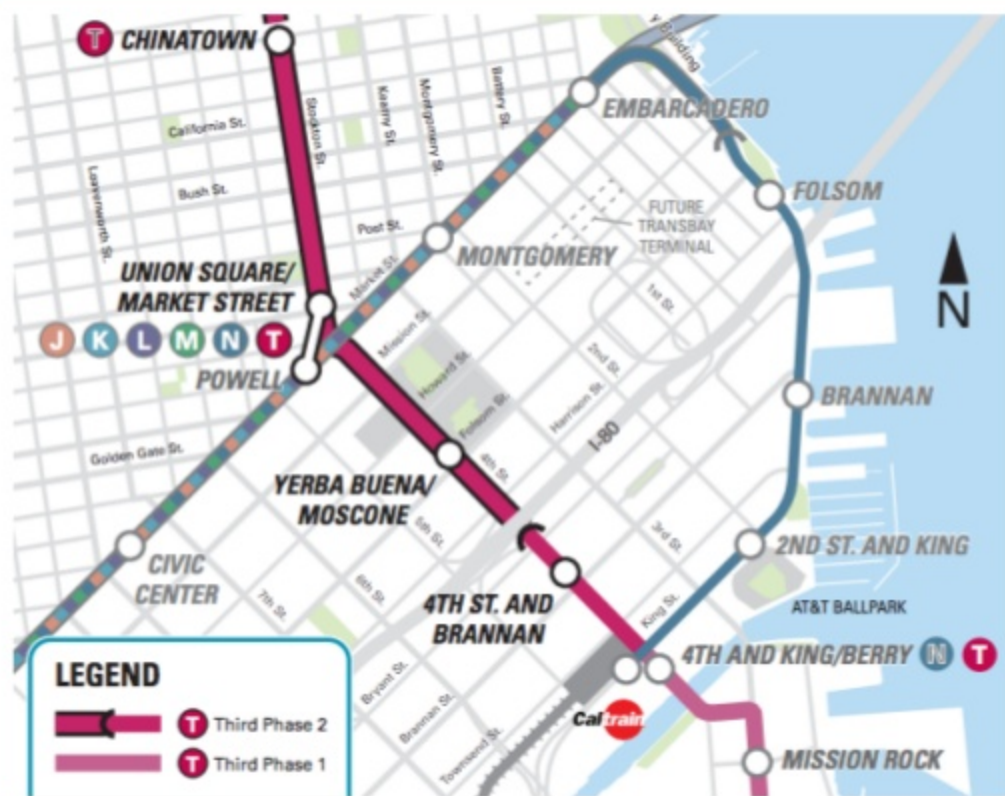 T CHINATOWN
y Building
California St.
Stockton St.
Kearny St.
Montgomery St.
Battery St.
EMBARCADERO
Leavenworth St.
Bush St.
FOLSOM
Post St.
FUTURE
TRANSBAY
TERMINAL
MONTGOMERY
UNION SQUARE/
MARKET STREET
Market St.
1st St.
N
J K L M N T
POWELL
Mission St.
Howard St.
2nd St.
Folsom St.
Harrison St.
BRANNAN
I-80
Golden Gate St.
4th St.
YERBA BUENA/
MOSCONE
5th St.
3rd St.
2ND ST. AND KING
CIVIC
CENTER
6th St.
7th St.
4TH ST. AND
BRANNAN
King St.
AT&T BALLPARK
4TH AND KING/BERRY N T
LEGEND
Bryant St.
Caltrain
T Third Phase 2
Brannan St.
T Third Phase 1
Townsend St.
MISSION ROCK